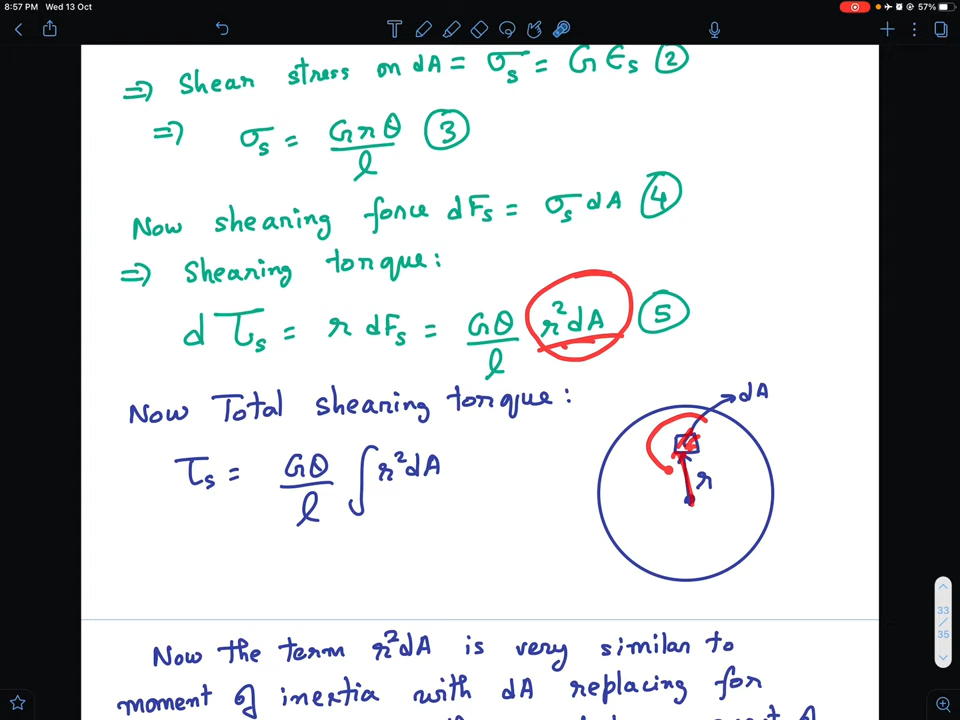 8:57 PM Wed 13 Oct
57%
⇒ Shear stress on dA = σs = G ϵs ②
⇒ σs = Grθ/l ③
Now shearing force dFs = σs dA ④
⇒ Shearing torque:
dτs = r dFs = Gθ/l r²dA ⑤
Now Total shearing torque:
τs = Gθ/l ∫r²dA
dA
r
33
/
35
Now the term r²dA is very similar to
moment of inertia with dA replacing for